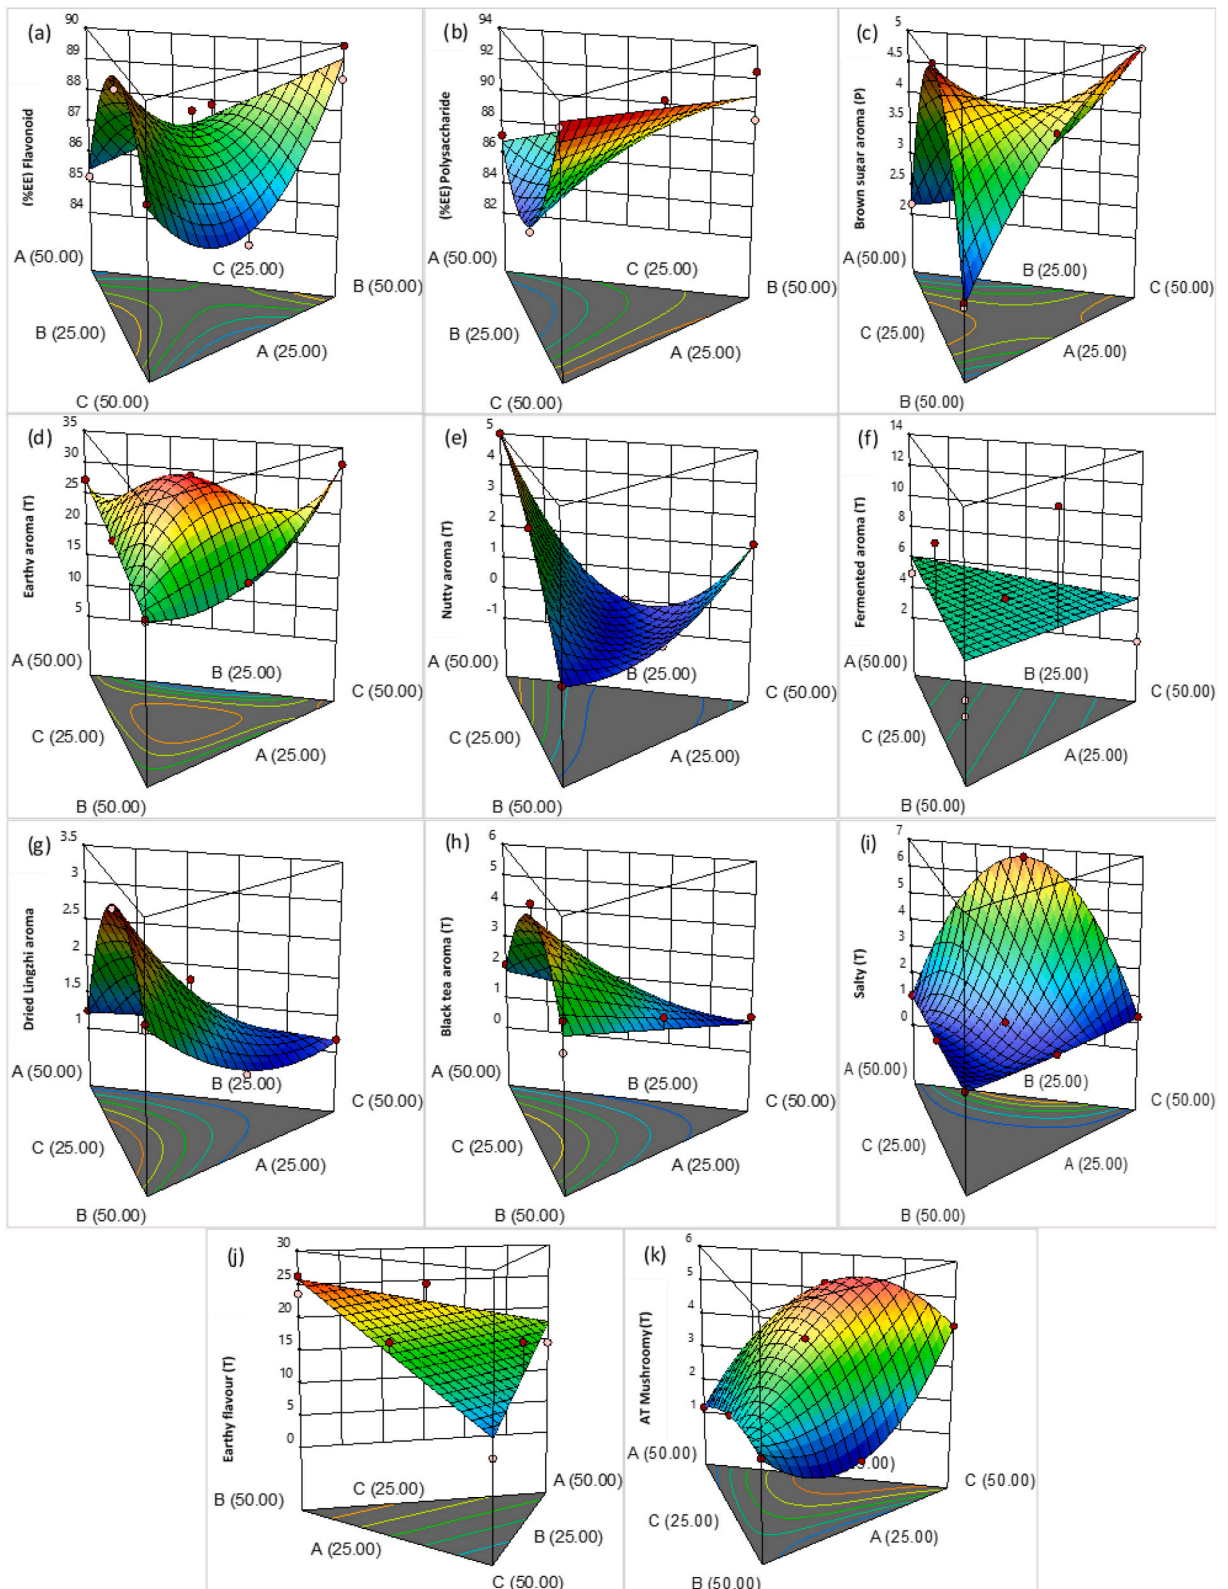 (a)
90
89
88
87
86
85
84
(%EE) Flavonoid
A (50.00)
B (25.00)
C (50.00)
C (25.00)
A (25.00)
B (50.00)
(b)
94
92
90
88
86
84
82
(%EE) Polysaccharide
A (50.00)
B (25.00)
C (50.00)
C (25.00)
A (25.00)
B (50.00)
(c)
5
4.5
4
3.5
3
2.5
2
Brown sugar aroma (P)
A (50.00)
C (25.00)
B (50.00)
B (25.00)
A (25.00)
C (50.00)
(d)
35
30
25
20
15
10
5
Earthy aroma (T)
A (50.00)
C (25.00)
B (50.00)
B (25.00)
A (25.00)
C (50.00)
(e)
5
4
3
2
1
0
-1
Nutty aroma (T)
A (50.00)
C (25.00)
B (50.00)
B (25.00)
A (25.00)
C (50.00)
(f)
14
12
10
8
6
4
2
Fermented aroma (T)
A (50.00)
C (25.00)
B (50.00)
B (25.00)
A (25.00)
C (50.00)
(g)
3.5
3
2.5
2
1.5
1
Dried Lingzhi aroma
A (50.00)
C (25.00)
B (50.00)
B (25.00)
A (25.00)
C (50.00)
(h)
6
5
4
3
2
1
0
Black tea aroma (T)
A (50.00)
C (25.00)
B (50.00)
B (25.00)
A (25.00)
C (50.00)
(i)
7
6
5
4
3
2
1
0
Salty (T)
A (50.00)
C (25.00)
B (50.00)
B (25.00)
A (25.00)
C (50.00)
(j)
30
25
20
15
10
5
0
Earthy flavour (T)
B (50.00)
A (25.00)
C (50.00)
C (25.00)
B (25.00)
A (50.00)
(k)
6
5
4
3
2
1
AT Mushroomy(T)
A (50.00)
C (25.00)
B (50.00)
A (25.00)
C (50.00)